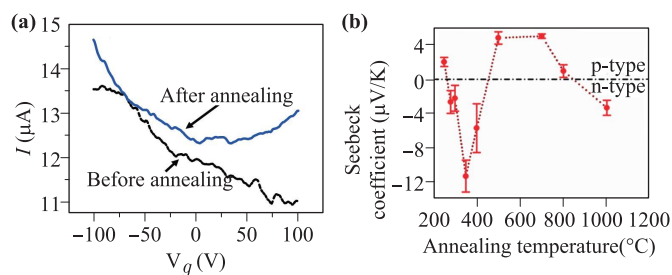 (a)
15
14
13
12
11
I (μA)
After annealing
Before annealing
−100 −50 0 50 100
V_q (V)
(b)
4
0
−4
−8
−12
Seebeck
coefficient (μV/K)
p-type
n-type
200 400 600 800 1000 1200
Annealing temperature(°C)